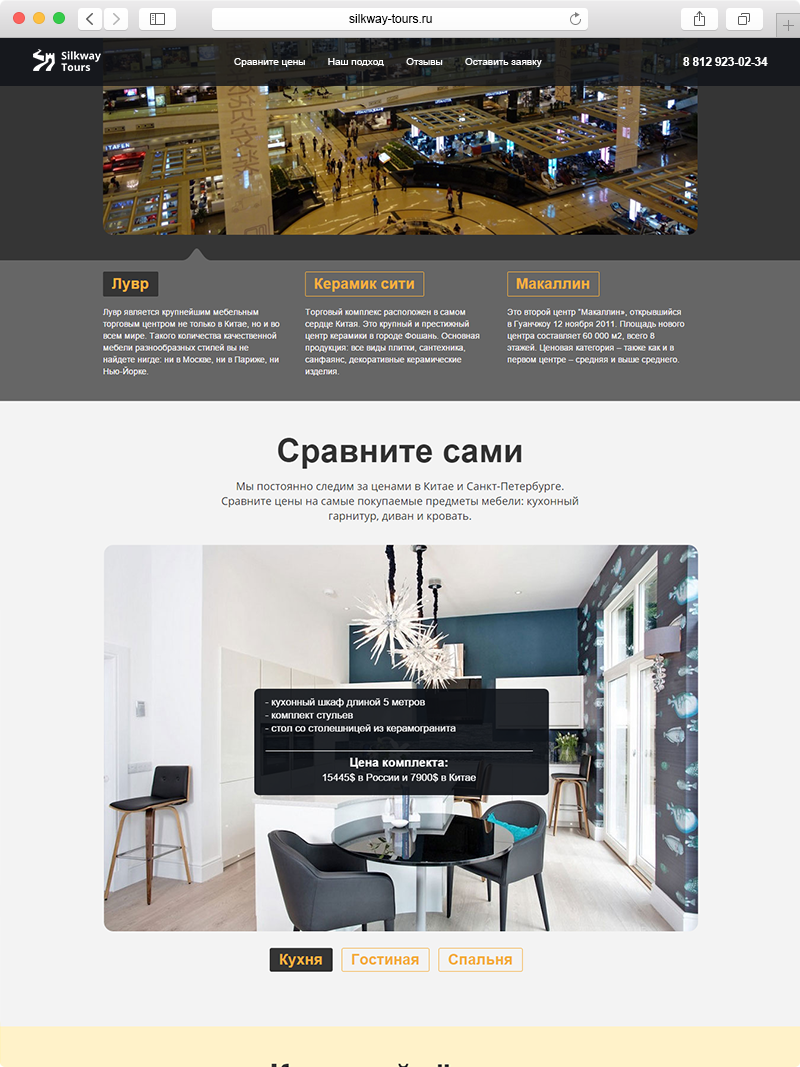 silkway-tours.ru
Silkway
Tours
Сравните цены
Наш подход
Отзывы
Оставить заявку
8 812 923-02-34
Лувр
Лувр является крупнейшим мебельным
торговым центром не только в Китае, но и во
всем мире. Такого количества качественной
мебели разнообразных стилей вы не
найдете нигде: ни в Москве, ни в Париже, ни
Нью-Йорке.
Керамик сити
Торговый комплекс расположен в самом
сердце Китая. Это крупный и престижный
центр керамики в городе Фошань. Основная
продукция: все виды плитки, сантехника,
санфаянс, декоративные керамические
изделия.
Макаллин
Это второй центр "Макаллин», открывшийся
в Гуанчжоу 12 ноября 2011. Площадь нового
центра составляет 60 000 м2, всего 8
этажей. Ценовая категория – также как и в
первом центре – средняя и выше среднего.
Сравните сами
Мы постоянно следим за ценами в Китае и Санкт-Петербурге.
Сравните цены на самые покупаемые предметы мебели: кухонный
гарнитур, диван и кровать.
- кухонный шкаф длиной 5 метров
- комплект стульев
- стол со столешницей из керамогранита
Цена комплекта:
15445$ в России и 7900$ в Китае
Кухня
Гостиная
Спальня